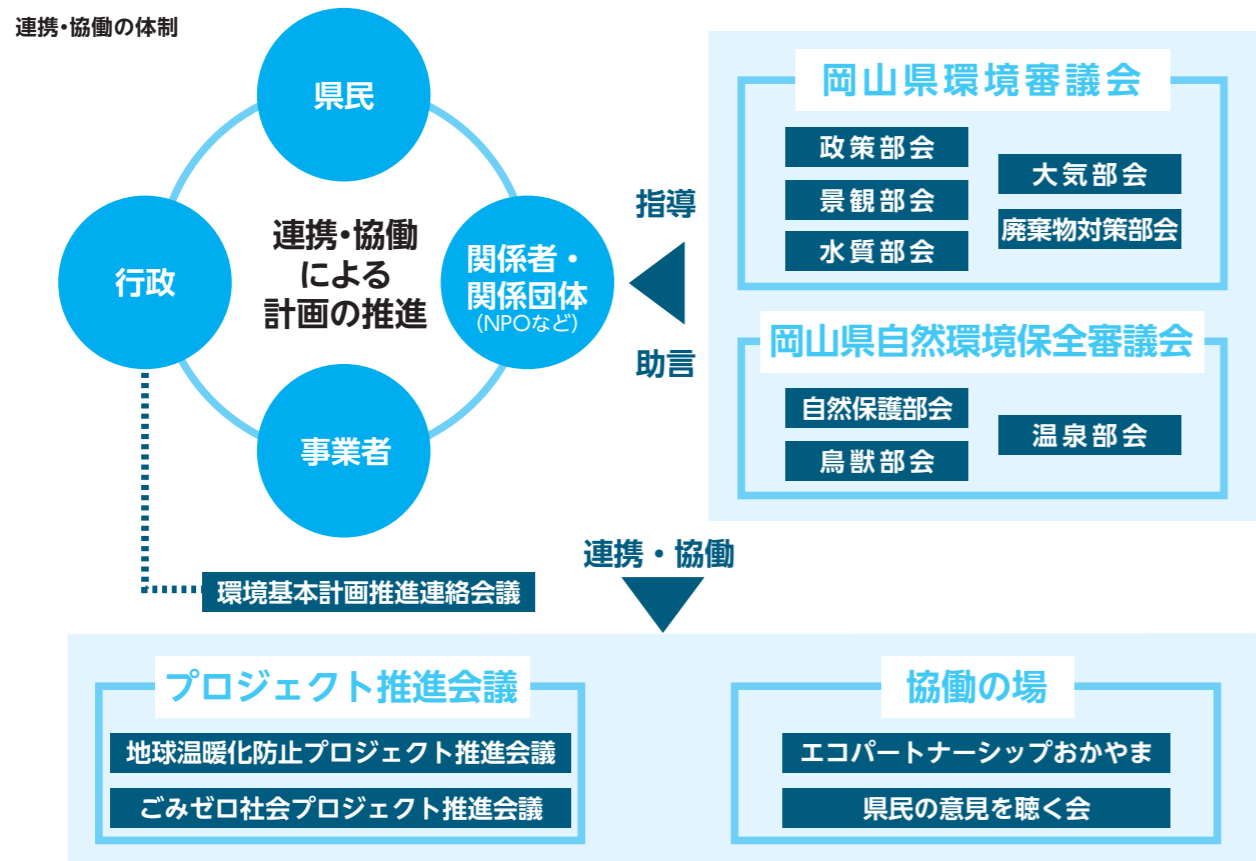 連携・協働の体制
県民
行政
連携・協働
による
計画の推進
関係者・
関係団体
(NPOなど)
事業者
環境基本計画推進連絡会議
指導
助言
岡山県環境審議会
政策部会
景観部会
水質部会
大気部会
廃棄物対策部会
岡山県自然環境保全審議会
自然保護部会
鳥獣部会
温泉部会
連携・協働
プロジェクト推進会議
地球温暖化防止プロジェクト推進会議
ごみゼロ社会プロジェクト推進会議
協働の場
エコパートナーシップおかやま
県民の意見を聴く会